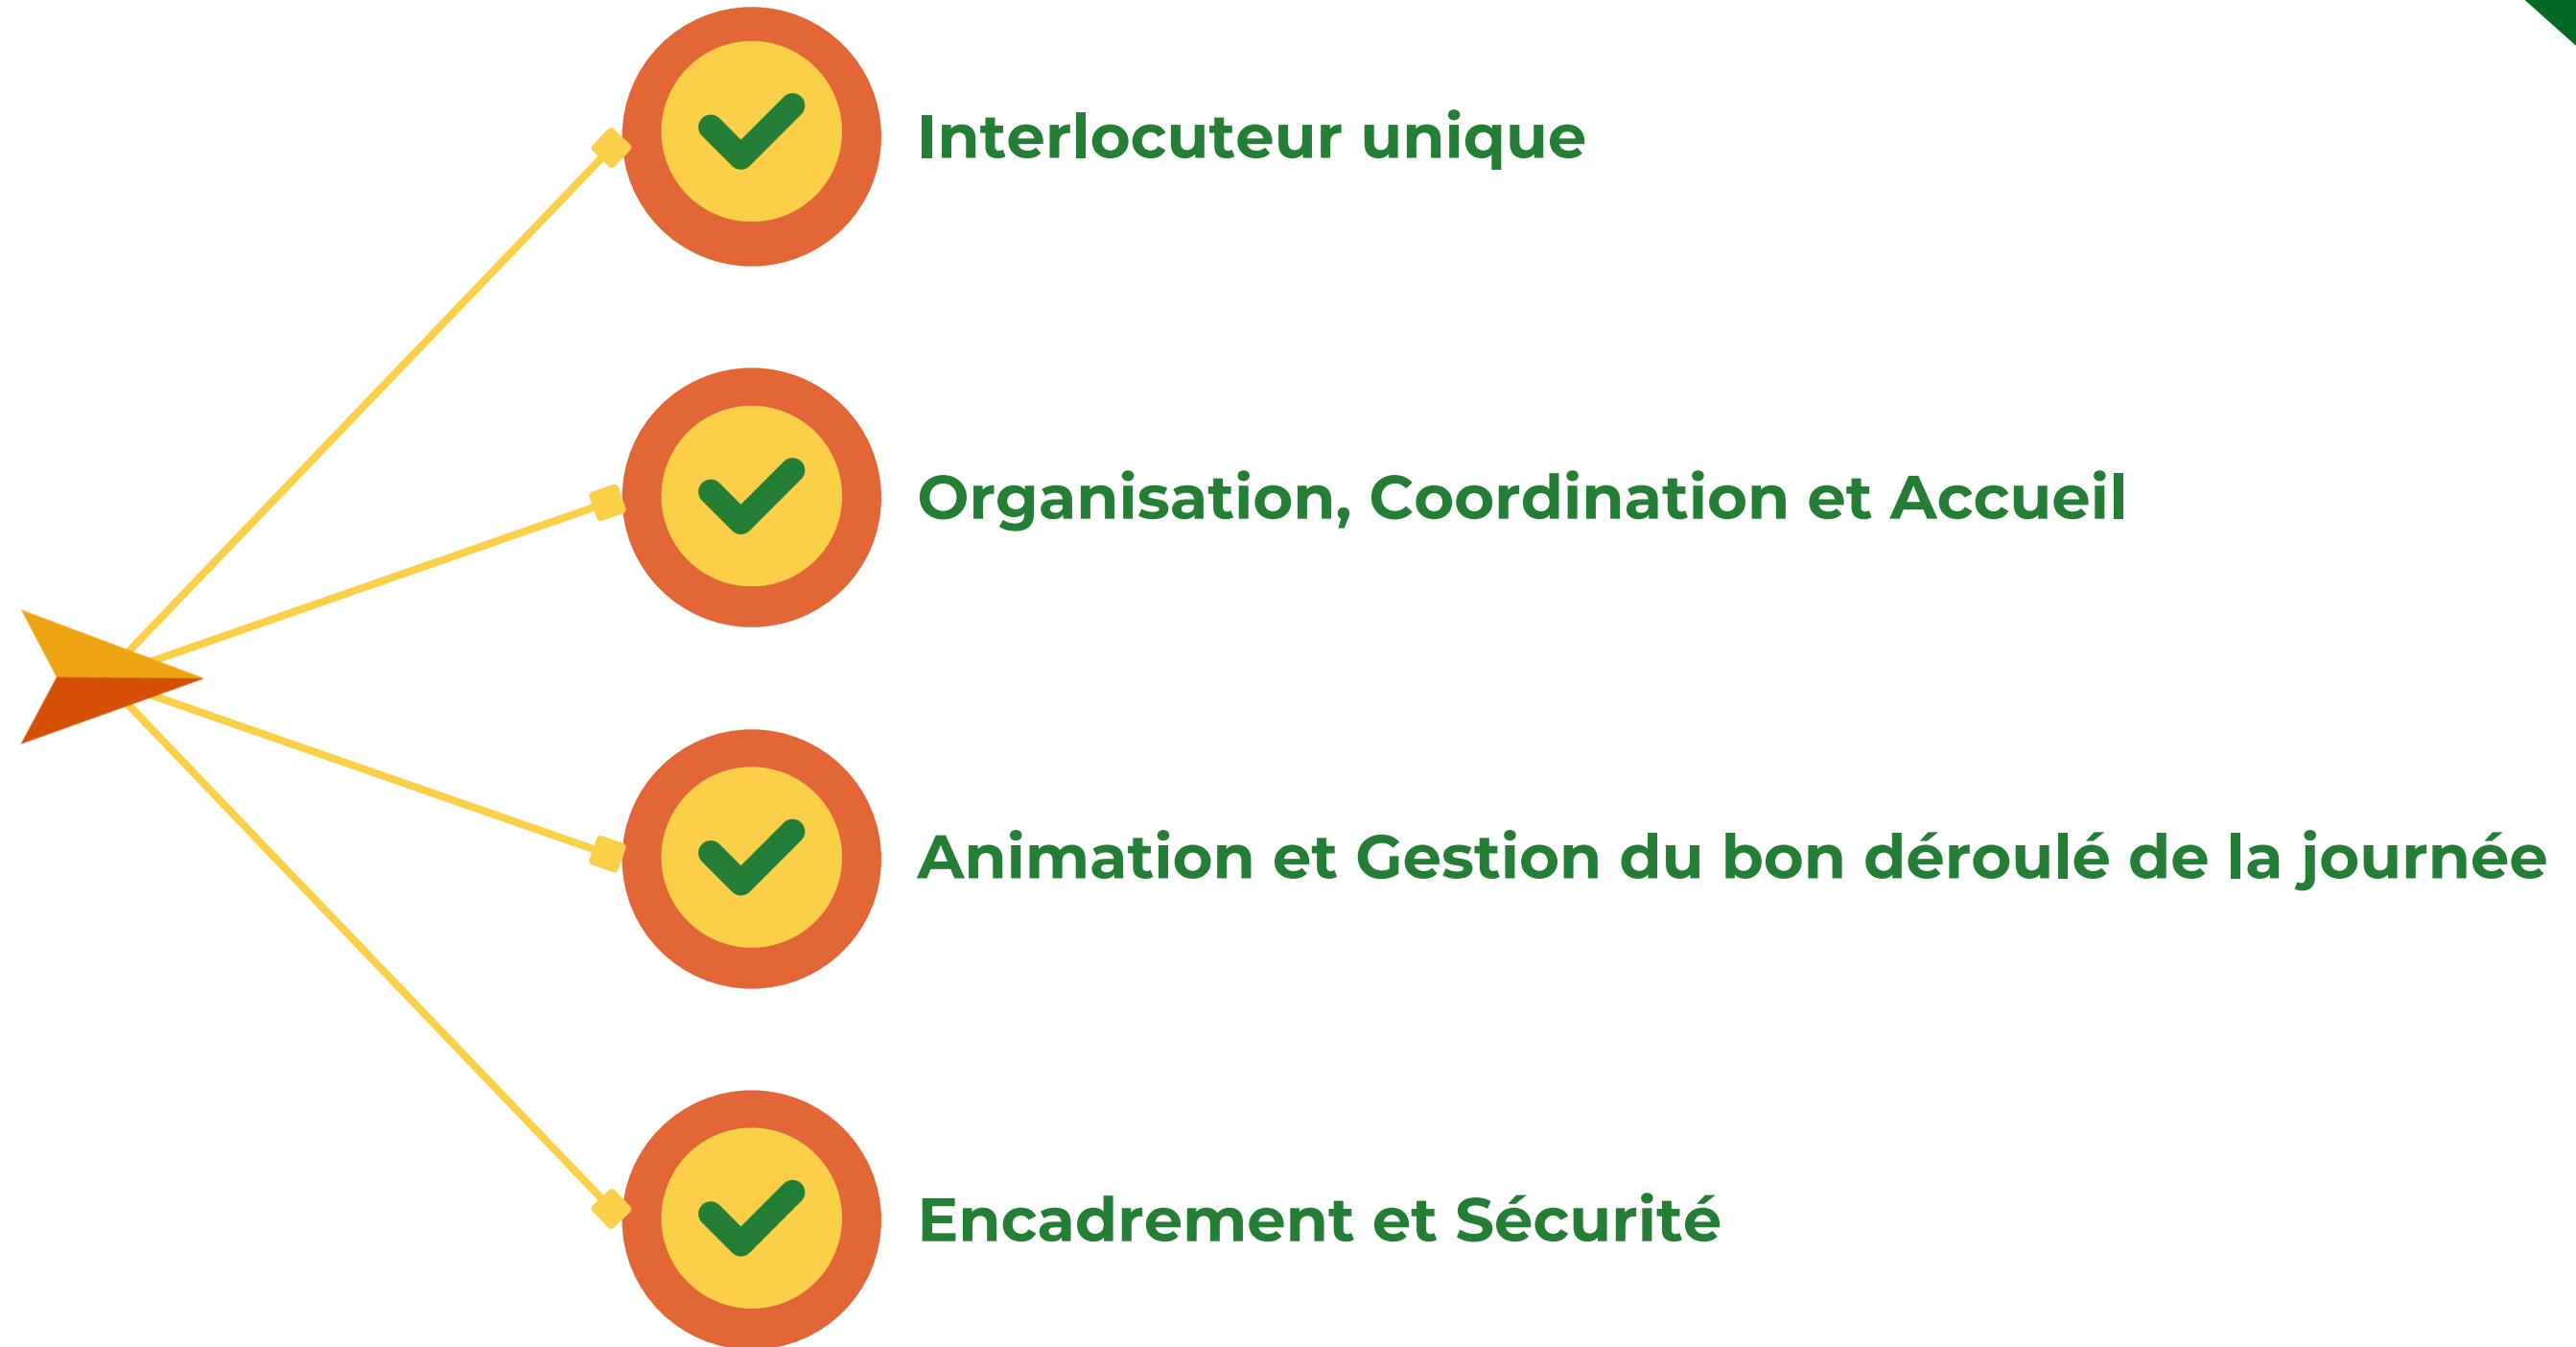 Interlocuteur unique
Organisation, Coordination et Accueil
Animation et Gestion du bon déroulé de la journée
Encadrement et Sécurité